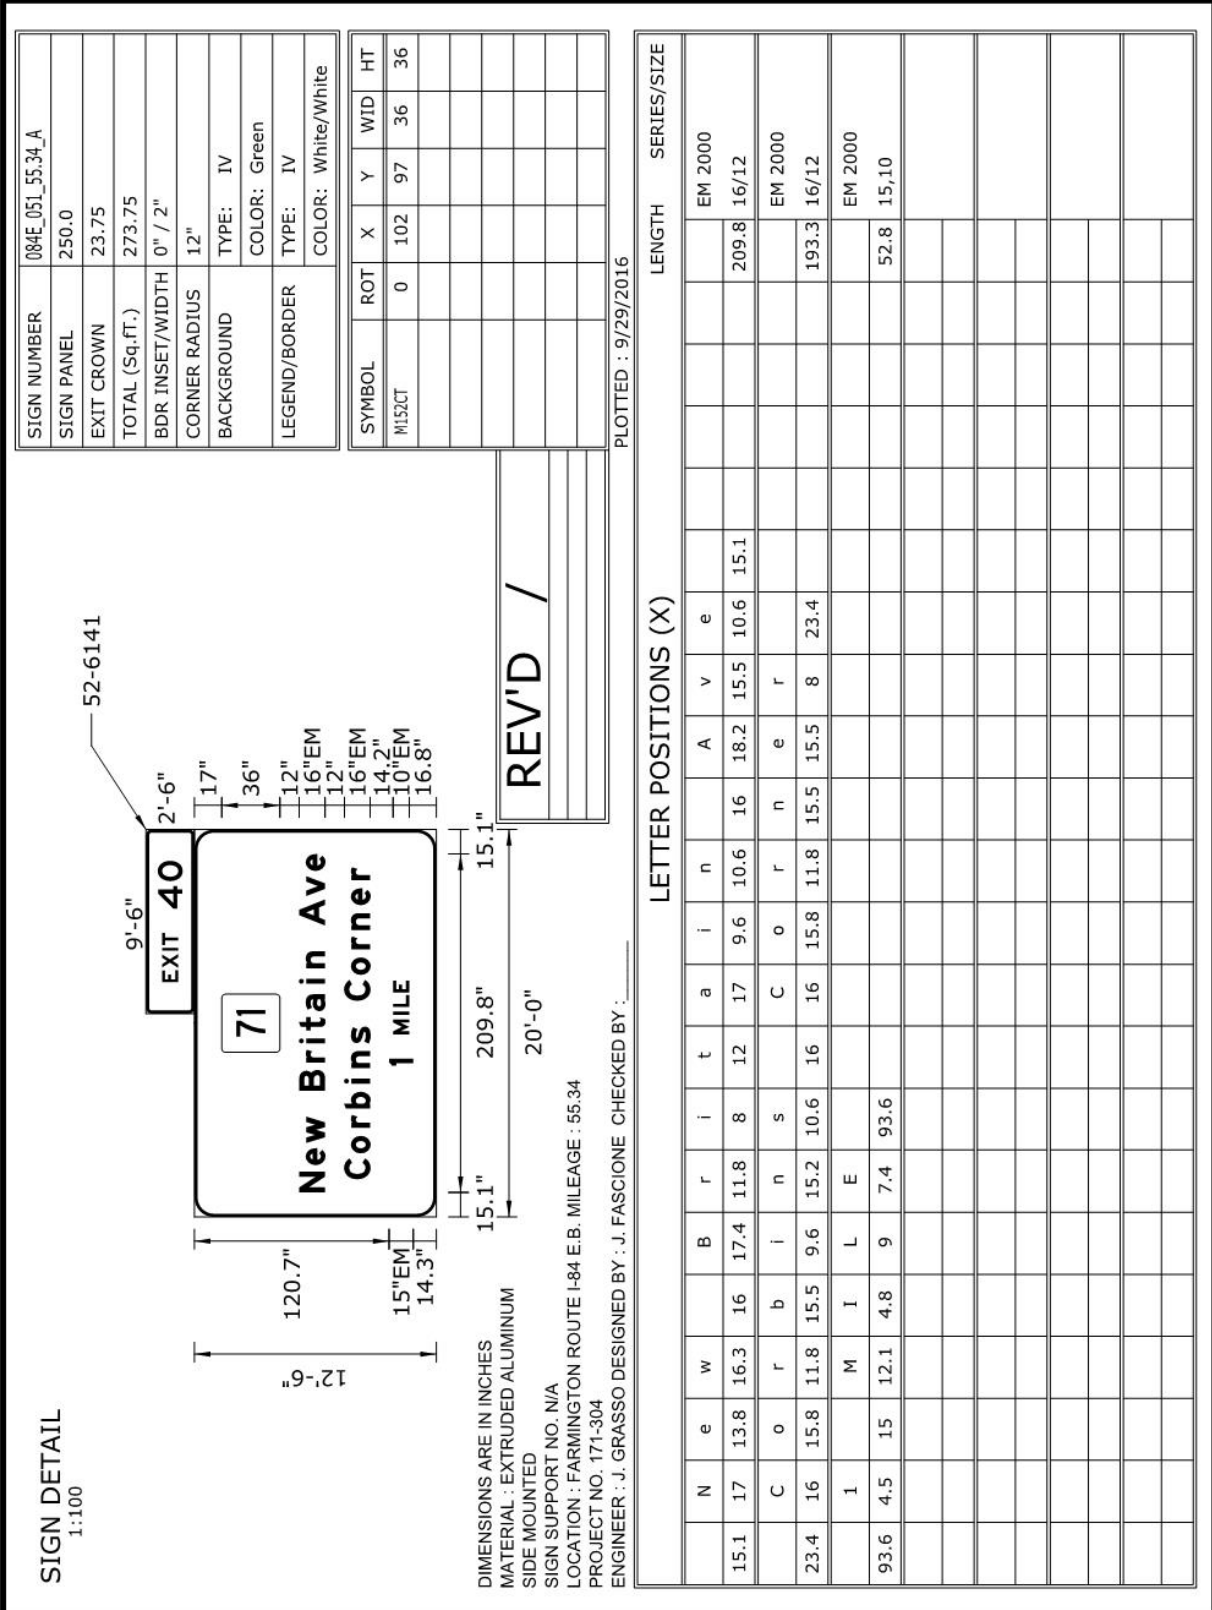 SIGN DETAIL
1:100
52-6141
9'-6"
2'-6"
EXIT 40
71
New Britain Ave
Corbins Corner
1 MILE
17"
36"
12"
16"EM
12"
16"EM
14.2"
10"EM
16.8"
120.7"
15"EM
14.3"
12'-6"
15.1" 209.8" 15.1"
20'-0"
DIMENSIONS ARE IN INCHES
MATERIAL : EXTRUDED ALUMINUM
SIDE MOUNTED
SIGN SUPPORT NO. N/A
LOCATION : FARMINGTON ROUTE I-84 E.B. MILEAGE : 55.34
PROJECT NO. 171-304
ENGINEER : J. GRASSO DESIGNED BY : J. FASCIONE CHECKED BY :______
REV'D /
SIGN NUMBER 084E_051_55.34_A
SIGN PANEL 250.0
EXIT CROWN 23.75
TOTAL (Sq.fT.) 273.75
BDR INSET/WIDTH 0" / 2"
CORNER RADIUS 12"
BACKGROUND TYPE: IV
COLOR: Green
LEGEND/BORDER TYPE: IV
COLOR: White/White
SYMBOL ROT X Y WID HT
M152CT 0 102 97 36 36
PLOTTED : 9/29/2016
LETTER POSITIONS (X) LENGTH SERIES/SIZE
N e w B r i t a i n A v e EM 2000
15.1 17 13.8 16.3 16 17.4 11.8 8 12 17 9.6 10.6 16 18.2 15.5 10.6 15.1 209.8 16/12
C o r b i n s C o r n e r EM 2000
23.4 16 15.8 11.8 15.5 9.6 15.2 10.6 16 16 15.8 11.8 15.5 15.5 8 23.4 193.3 16/12
1 M I L E EM 2000
93.6 4.5 15 12.1 4.8 9 7.4 93.6 52.8 15,10